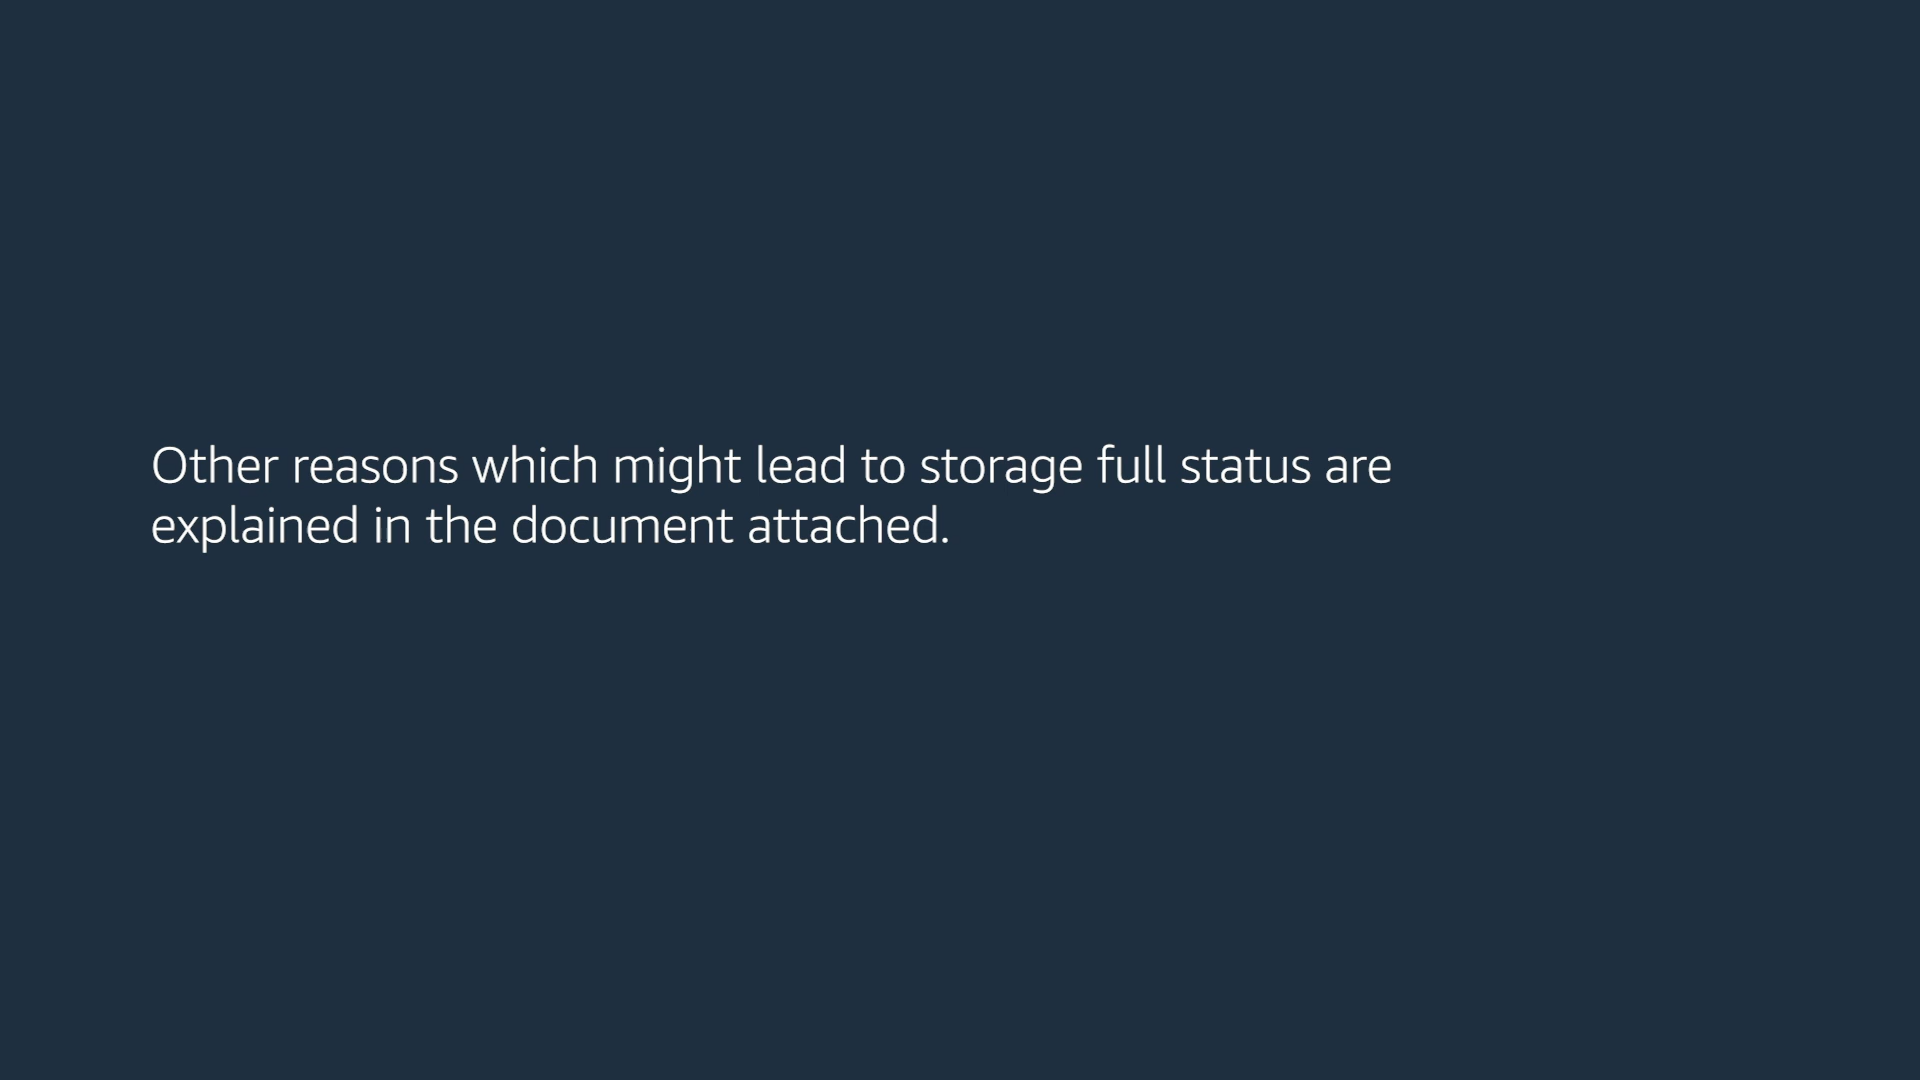 Other reasons which might lead to storage full status are
explained in the document attached.